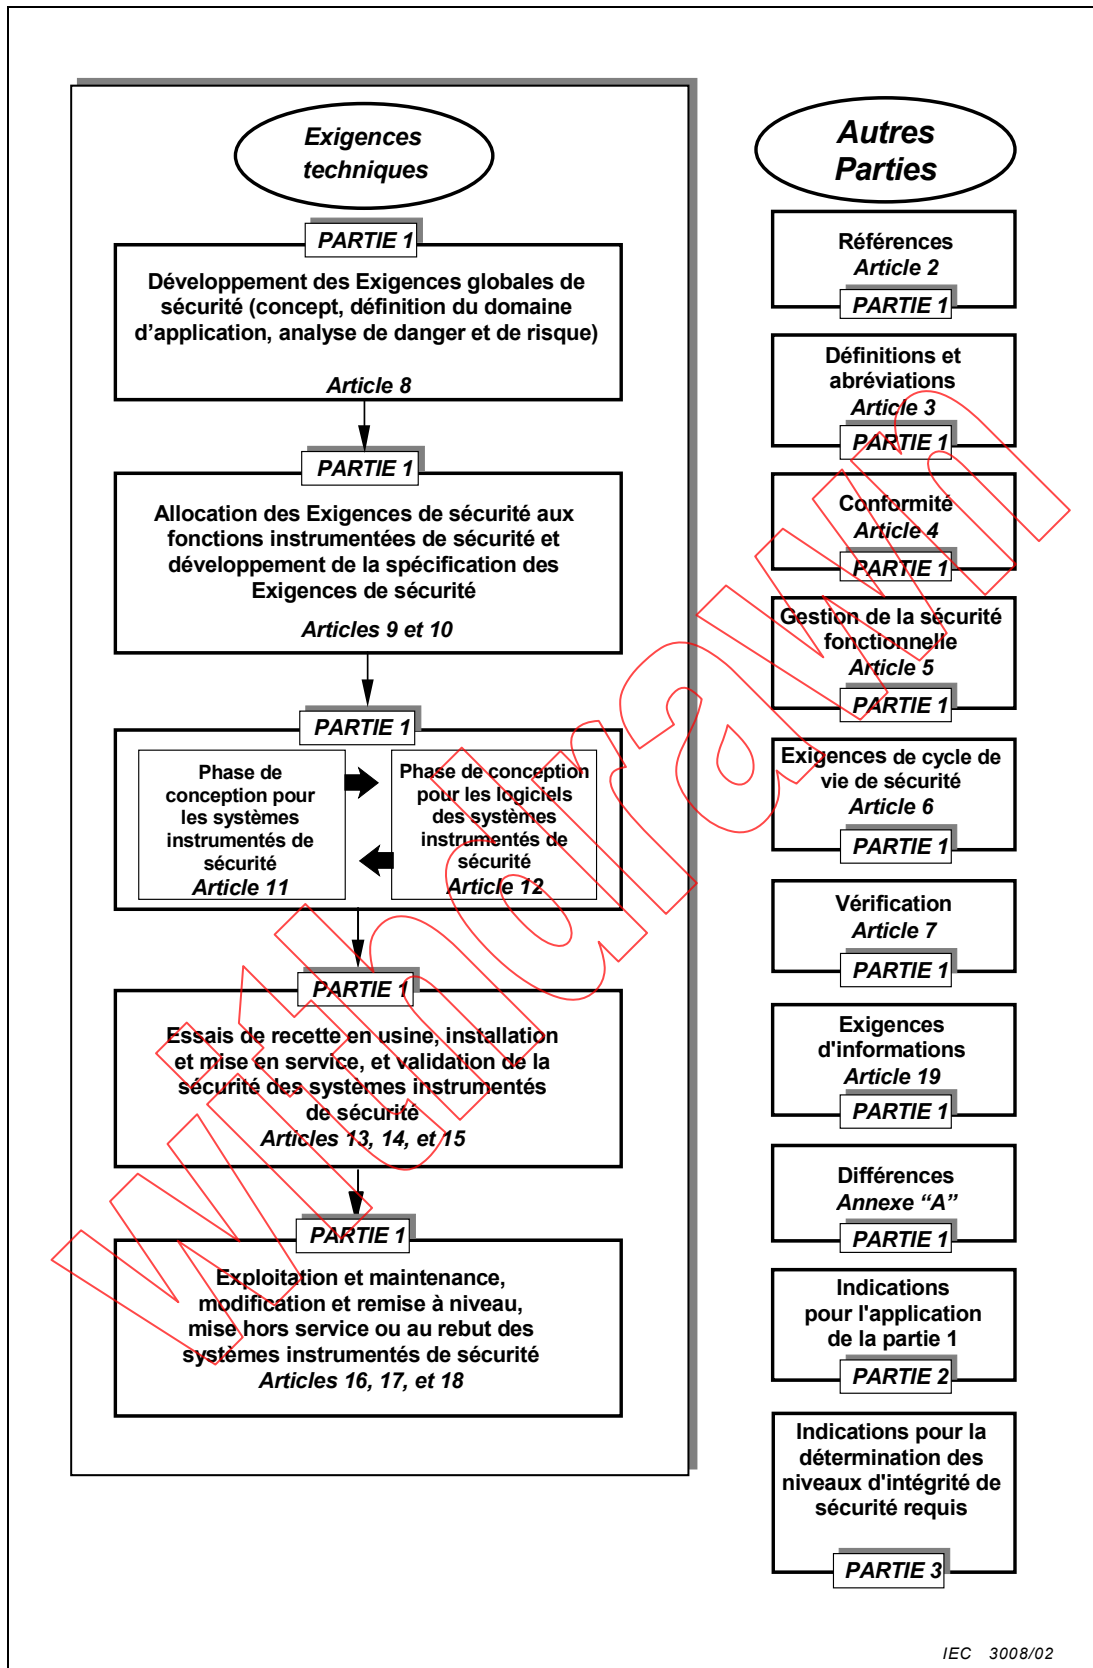 Exigences
techniques
PARTIE 1
Développement des Exigences globales de
sécurité (concept, définition du domaine
d'application, analyse de danger et de risque)
Article 8
PARTIE 1
Allocation des Exigences de sécurité aux
fonctions instrumentées de sécurité et
développement de la spécification des
Exigences de sécurité
Articles 9 et 10
PARTIE 1
Phase de
conception pour
les systèmes
instrumentés de
sécurité
Article 11
Phase de conception
pour les logiciels
des systèmes
instrumentés de
sécurité
Article 12
PARTIE 1
Essais de recette en usine, installation
et mise en service, et validation de la
sécurité des systèmes instrumentés
de sécurité
Articles 13, 14, et 15
PARTIE 1
Exploitation et maintenance,
modification et remise à niveau,
mise hors service ou au rebut des
systèmes instrumentés de sécurité
Articles 16, 17, et 18
Autres
Parties
Références
Article 2
PARTIE 1
Définitions et
abréviations
Article 3
PARTIE 1
Conformité
Article 4
PARTIE 1
Gestion de la sécurité
fonctionnelle
Article 5
PARTIE 1
Exigences de cycle de
vie de sécurité
Article 6
PARTIE 1
Vérification
Article 7
PARTIE 1
Exigences
d'informations
Article 19
PARTIE 1
Différences
Annexe “A”
PARTIE 1
Indications
pour l'application
de la partie 1
PARTIE 2
Indications pour la
détermination des
niveaux d'intégrité de
sécurité requis
PARTIE 3
IEC 3008/02
Withdrawn